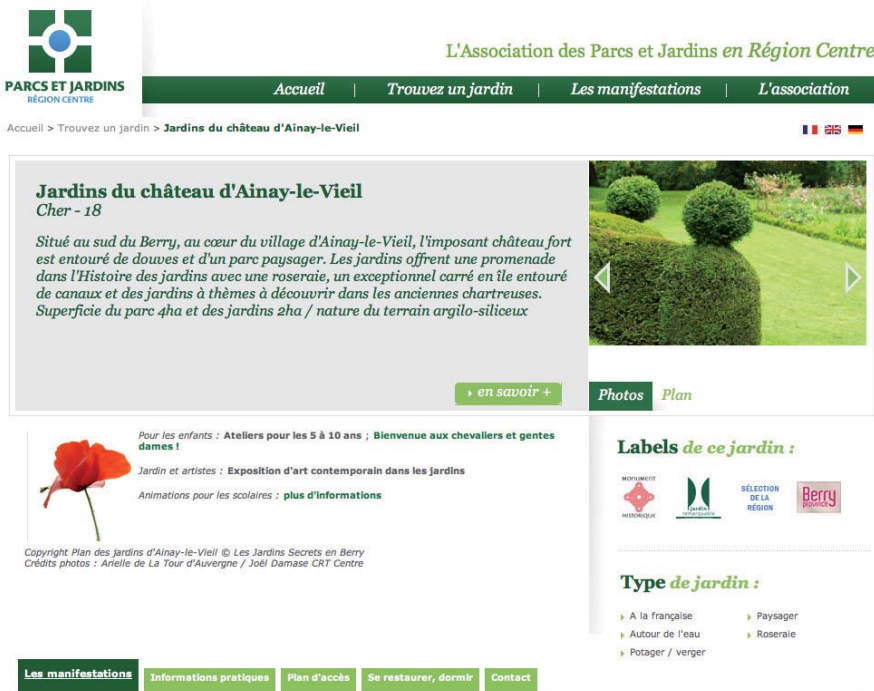 PARCS ET JARDINS
RÉGION CENTRE
L'Association des Parcs et Jardins en Région Centre
Accueil | Trouvez un jardin | Les manifestations | L'association
Accueil > Trouvez un jardin > Jardins du château d'Ainay-le-Vieil
Jardins du château d'Ainay-le-Vieil
Cher - 18
Situé au sud du Berry, au cœur du village d'Ainay-le-Vieil, l'imposant château fort
est entouré de douves et d'un parc paysager. Les jardins offrent une promenade
dans l'Histoire des jardins avec une roseraie, un exceptionnel carré en île entouré
de canaux et des jardins à thèmes à découvrir dans les anciennes chartreuses.
Superficie du parc 4ha et des jardins 2ha / nature du terrain argilo-siliceux
en savoir +
Photos Plan
Pour les enfants : Ateliers pour les 5 à 10 ans ; Bienvenue aux chevaliers et gentes
dames !
Jardin et artistes : Exposition d'art contemporain dans les jardins
Animations pour les scolaires : plus d'informations
Copyright Plan des jardins d'Ainay-le-Vieil © Les Jardins Secrets en Berry
Crédits photos : Arielle de La Tour d'Auvergne / Joël Damase CRT Centre
Labels de ce jardin :
MONUMENT
HISTORIQUE
jardin
remarquable
SÉLECTION
DE LA
RÉGION
Berry
province
Type de jardin :
A la française
Paysager
Autour de l'eau
Roseraie
Potager / verger
Les manifestations
Informations pratiques
Plan d'accès
Se restaurer, dormir
Contact